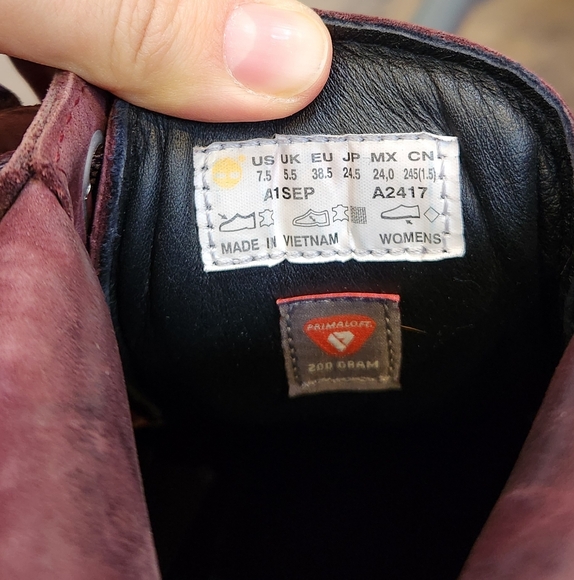 US UK EU JP MX CN
7.5 5.5 38.5 24.5 24,0 245(1.5)
A1SEP A2417
MADE IN VIETNAM WOMENS
PRIMALOFT
200 GRAM